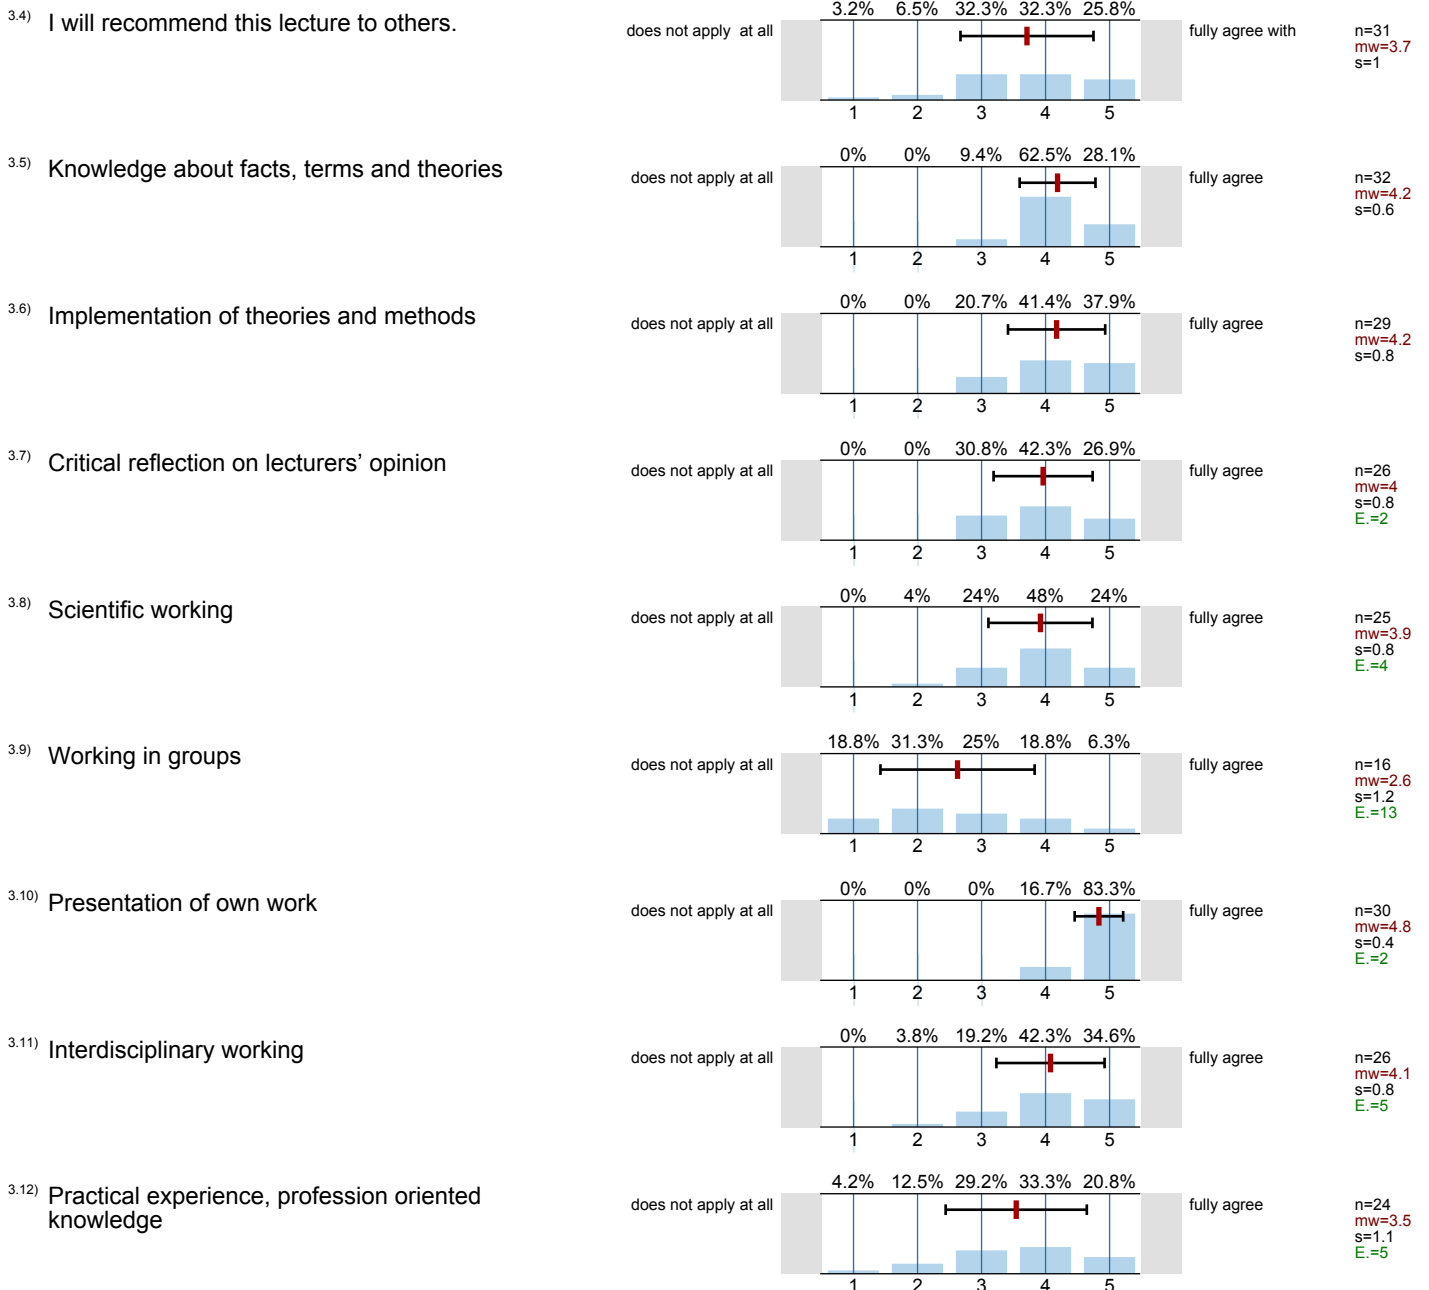 3.4) I will recommend this lecture to others.
3.2% 6.5% 32.3% 32.3% 25.8%
does not apply at all
fully agree with
n=31
mw=3.7
s=1
1 2 3 4 5
3.5) Knowledge about facts, terms and theories
0% 0% 9.4% 62.5% 28.1%
does not apply at all
fully agree
n=32
mw=4.2
s=0.6
1 2 3 4 5
3.6) Implementation of theories and methods
0% 0% 20.7% 41.4% 37.9%
does not apply at all
fully agree
n=29
mw=4.2
s=0.8
1 2 3 4 5
3.7) Critical reflection on lecturers’ opinion
0% 0% 30.8% 42.3% 26.9%
does not apply at all
fully agree
n=26
mw=4
s=0.8
E.=2
1 2 3 4 5
3.8) Scientific working
0% 4% 24% 48% 24%
does not apply at all
fully agree
n=25
mw=3.9
s=0.8
E.=4
1 2 3 4 5
3.9) Working in groups
18.8% 31.3% 25% 18.8% 6.3%
does not apply at all
fully agree
n=16
mw=2.6
s=1.2
E.=13
1 2 3 4 5
3.10) Presentation of own work
0% 0% 0% 16.7% 83.3%
does not apply at all
fully agree
n=30
mw=4.8
s=0.4
E.=2
1 2 3 4 5
3.11) Interdisciplinary working
0% 3.8% 19.2% 42.3% 34.6%
does not apply at all
fully agree
n=26
mw=4.1
s=0.8
E.=5
1 2 3 4 5
3.12) Practical experience, profession oriented
knowledge
4.2% 12.5% 29.2% 33.3% 20.8%
does not apply at all
fully agree
n=24
mw=3.5
s=1.1
E.=5
1 2 3 4 5